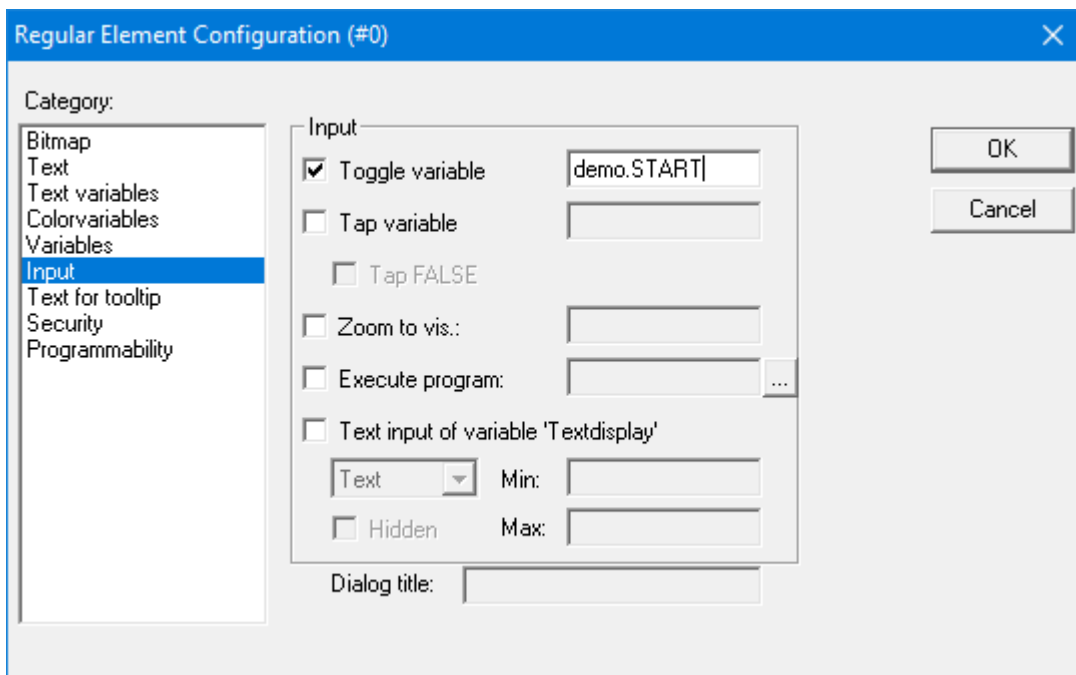 Regular Element Configuration (#0)
Category:
Bitmap
Text
Text variables
Colorvariables
Variables
Input
Text for tooltip
Security
Programmability
Input
Toggle variable demo.START
Tap variable
Tap FALSE
Zoom to vis.:
Execute program: ...
Text input of variable 'Textdisplay'
Text Min:
Hidden Max:
Dialog title:
OK
Cancel